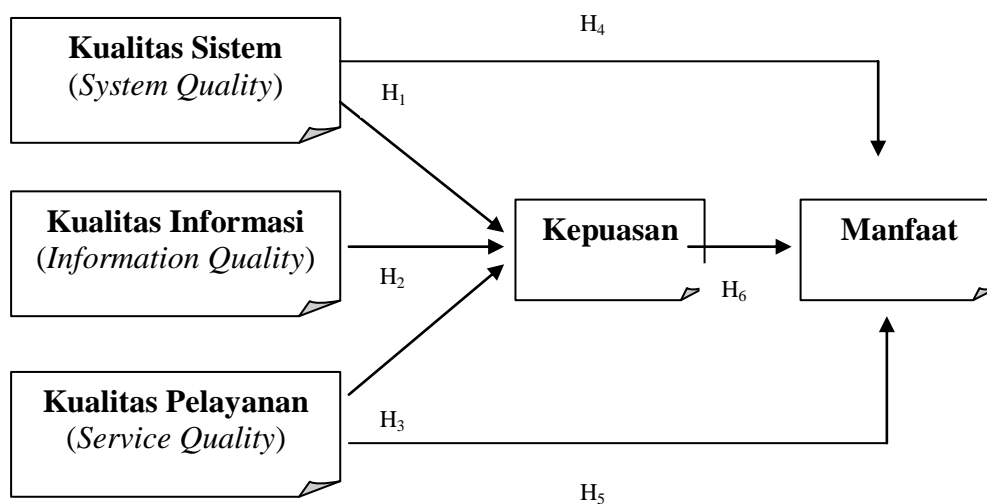 H4
Kualitas Sistem
(System Quality)
H1
Kualitas Informasi
(Information Quality)
H2
Kepuasan
H6
Manfaat
Kualitas Pelayanan
(Service Quality)
H3
H5